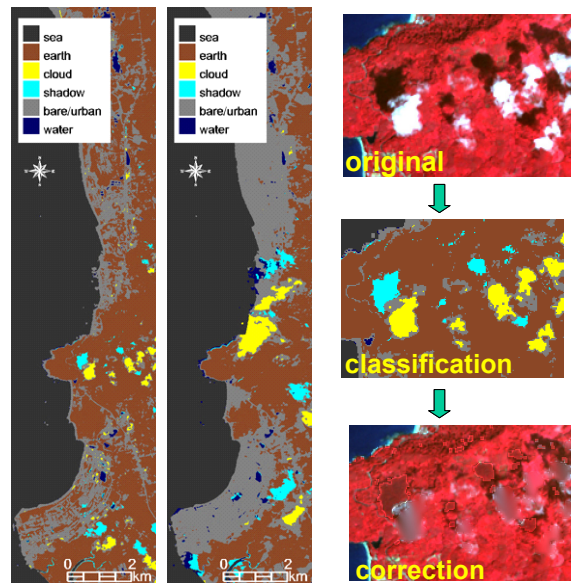 sea
earth
cloud
shadow
bare/urban
water
0 2
km
sea
earth
cloud
shadow
bare/urban
water
0 2
km
original
classification
correction